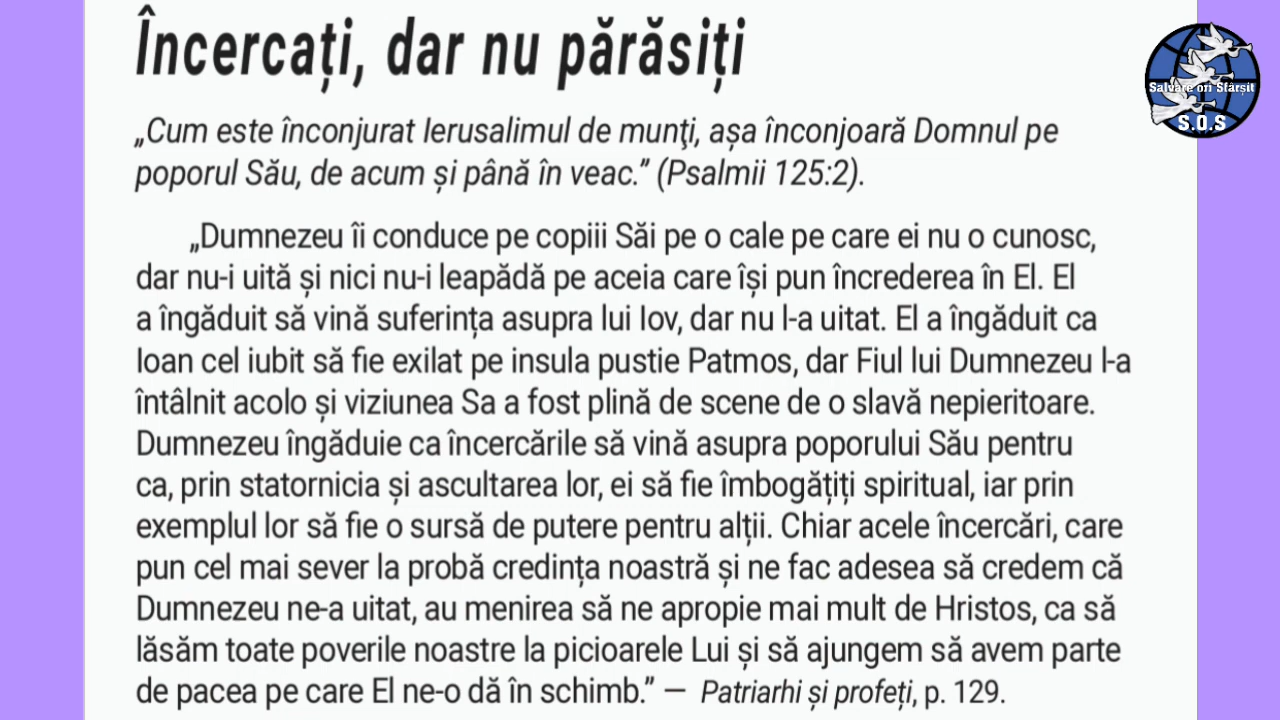 Încercați, dar nu părăsiți
„Cum este înconjurat Ierusalimul de munţi, așa înconjoară Domnul pe
poporul Său, de acum și până în veac.” (Psalmii 125:2).
„Dumnezeu îi conduce pe copiii Săi pe o cale pe care ei nu o cunosc,
dar nu-i uită și nici nu-i leapădă pe aceia care își pun încrederea în El. El
a îngăduit să vină suferința asupra lui Iov, dar nu l-a uitat. El a îngăduit ca
Ioan cel iubit să fie exilat pe insula pustie Patmos, dar Fiul lui Dumnezeu l-a
întâlnit acolo și viziunea Sa a fost plină de scene de o slavă nepieritoare.
Dumnezeu îngăduie ca încercările să vină asupra poporului Său pentru
ca, prin statornicia și ascultarea lor, ei să fie îmbogățiți spiritual, iar prin
exemplul lor să fie o sursă de putere pentru alții. Chiar acele încercări, care
pun cel mai sever la probă credința noastră și ne fac adesea să credem că
Dumnezeu ne-a uitat, au menirea să ne apropie mai mult de Hristos, ca să
lăsăm toate poverile noastre la picioarele Lui și să ajungem să avem parte
de pacea pe care El ne-o dă în schimb.” — Patriarhi și profeți, p. 129.
Salvare ori Sfârșit
S.O.S